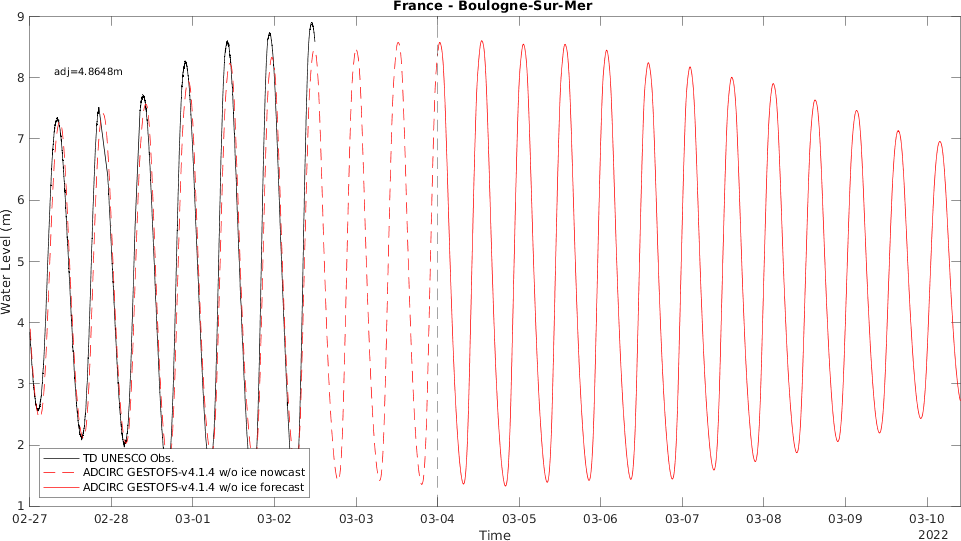 France - Boulogne-Sur-Mer
9
8
7
6
5
4
3
2
1
Water Level (m)
adj=4.8648m
TD UNESCO Obs.
ADCIRC GESTOFS-v4.1.4 w/o ice nowcast
ADCIRC GESTOFS-v4.1.4 w/o ice forecast
02-27 02-28 03-01 03-02 03-03 03-04 03-05 03-06 03-07 03-08 03-09 03-10
Time
2022